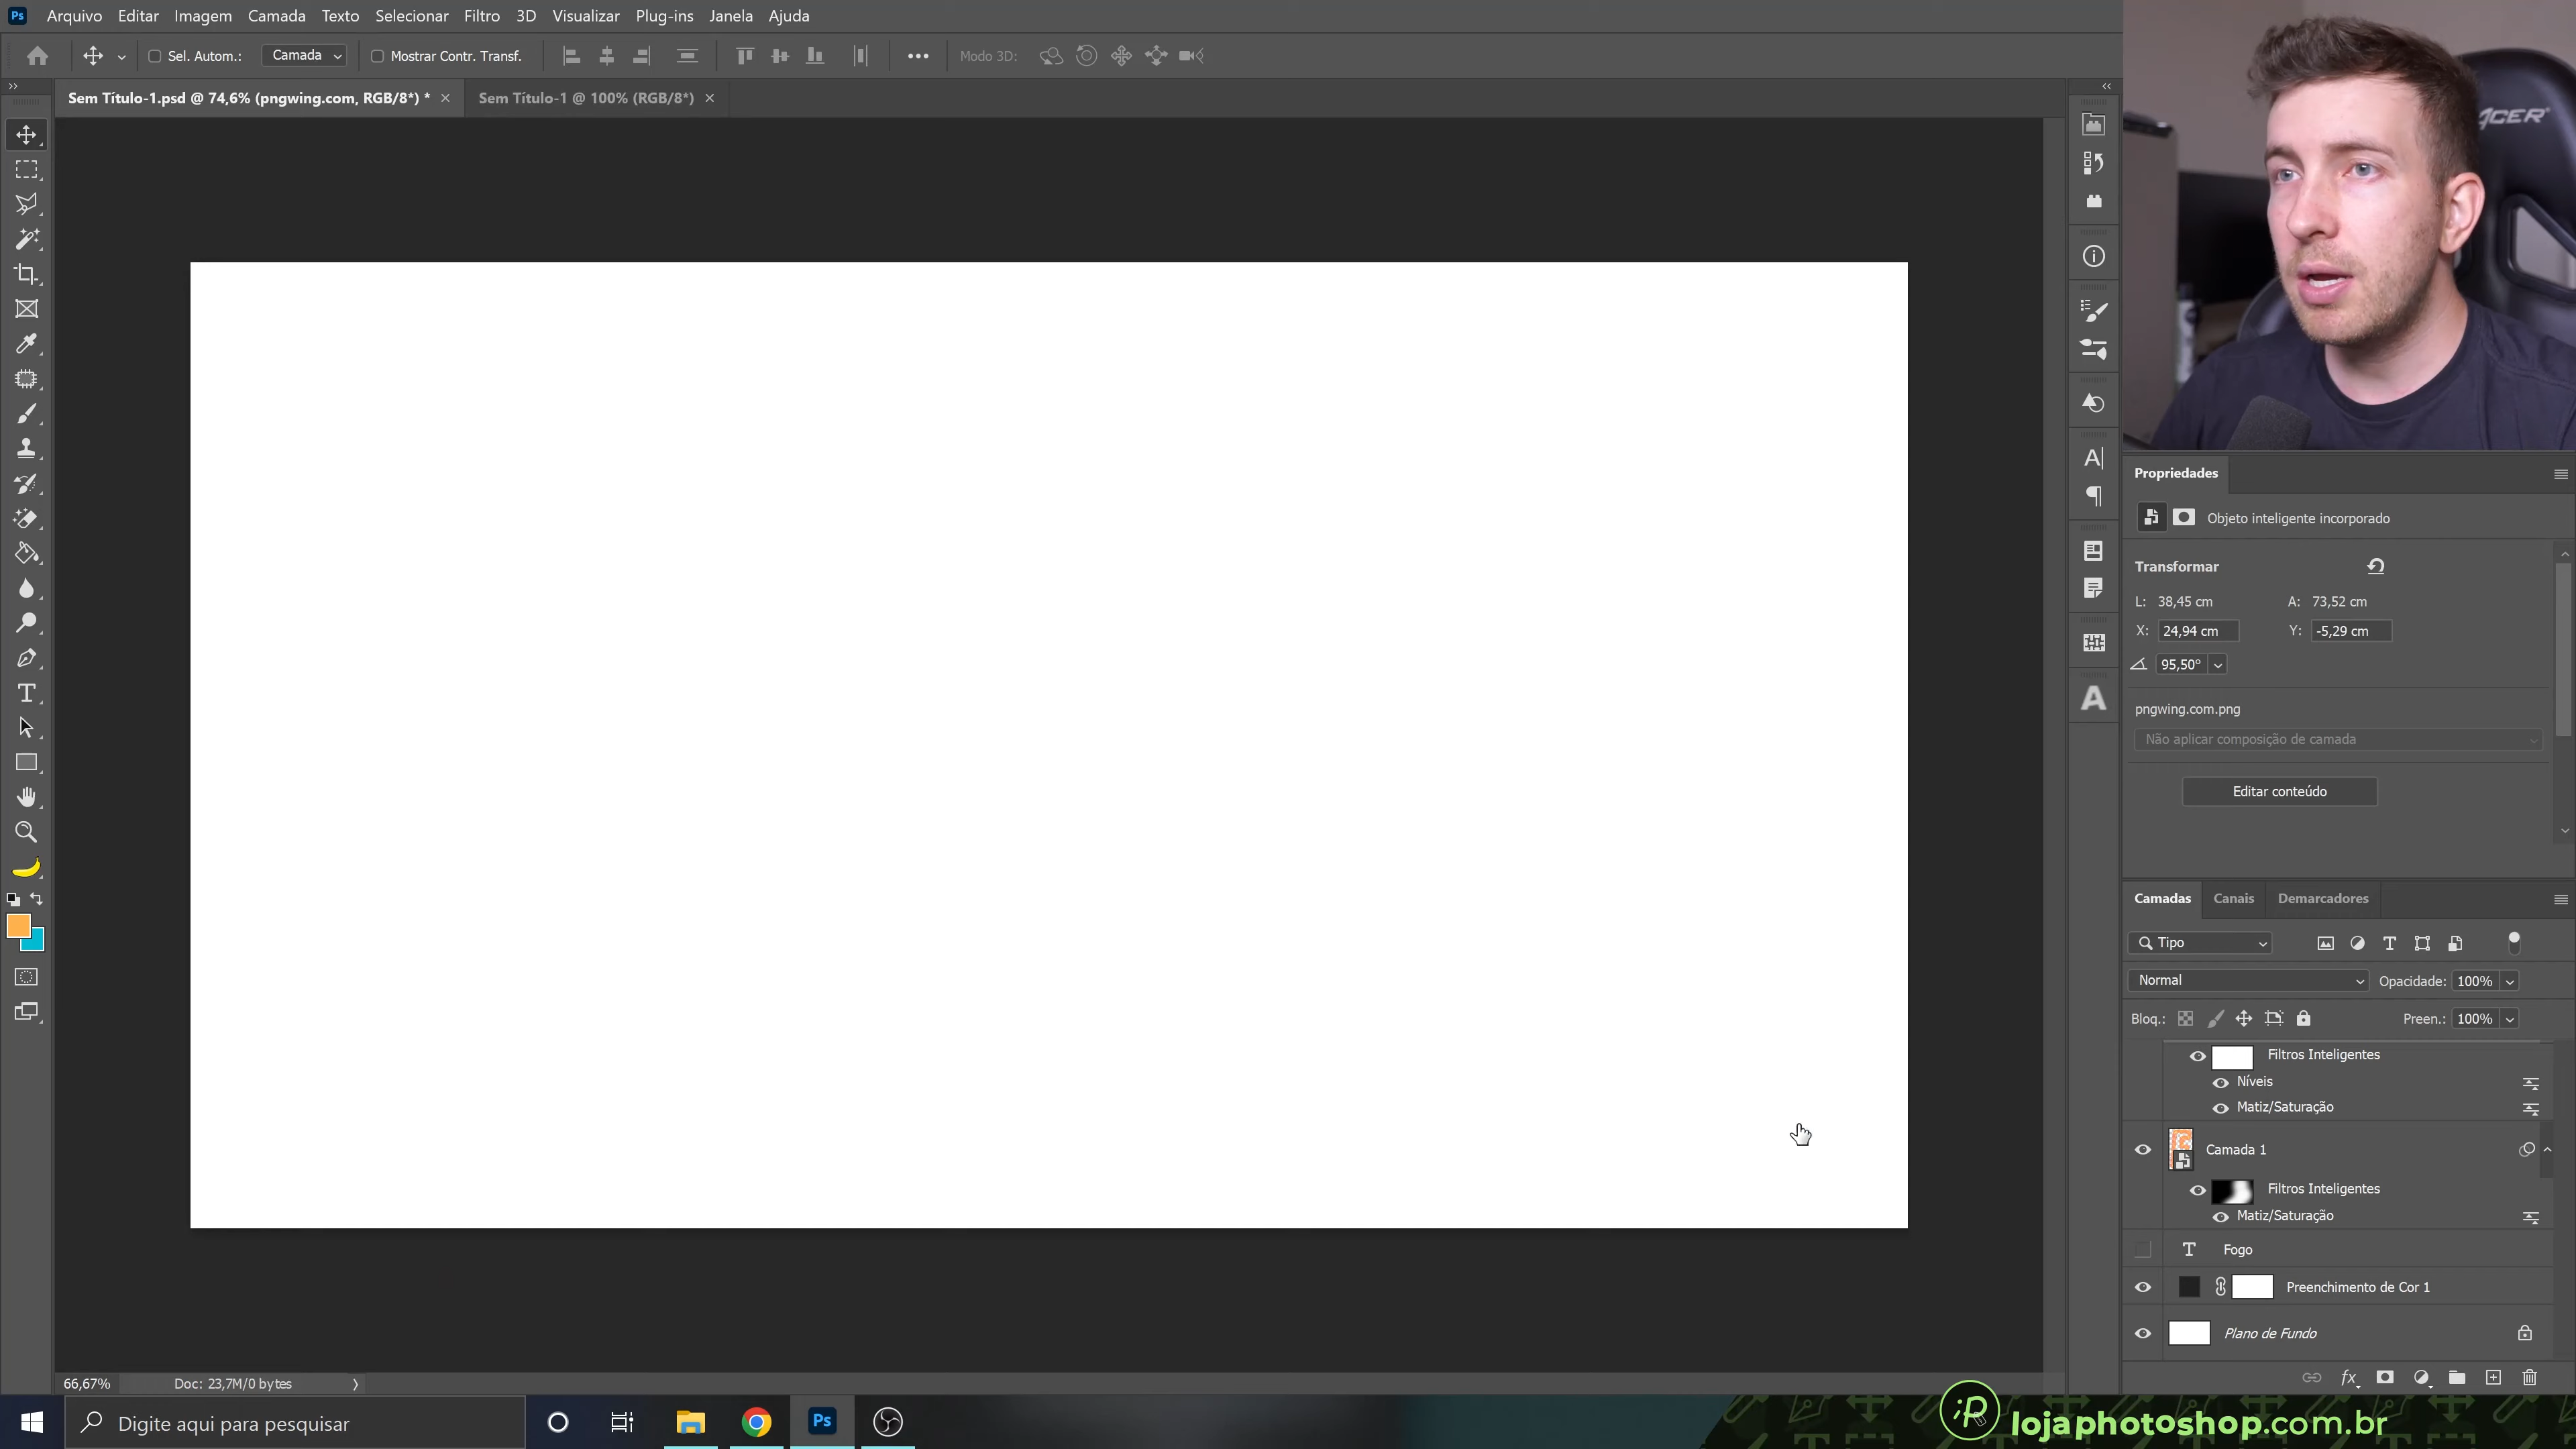 Ps Arquivo Editar Imagem Camada Texto Selecionar Filtro 3D Visualizar Plug-ins Janela Ajuda
Sel. Autom.: Camada Mostrar Contr. Transf. Modo 3D:
Sem Título-1.psd @ 74,6% (pngwing.com, RGB/8*) * × Sem Título-1 @ 100% (RGB/8*) ×
ACER
Propriedades
Objeto inteligente incorporado
Transformar
L: 38,45 cm A: 73,52 cm
X: 24,94 cm Y: -5,29 cm
95,50°
pngwing.com.png
Não aplicar composição de camada
Editar conteúdo
Camadas Canais Demarcadores
Tipo
Normal Opacidade: 100%
Bloq.: Preen.: 100%
Filtros Inteligentes
Níveis
Matiz/Saturação
Camada 1
Filtros Inteligentes
Matiz/Saturação
T Fogo
Preenchimento de Cor 1
Plano de Fundo
fx
66,67% Doc: 23,7M/0 bytes
Digite aqui para pesquisar
Ps
iP lojaphotoshop.com.br